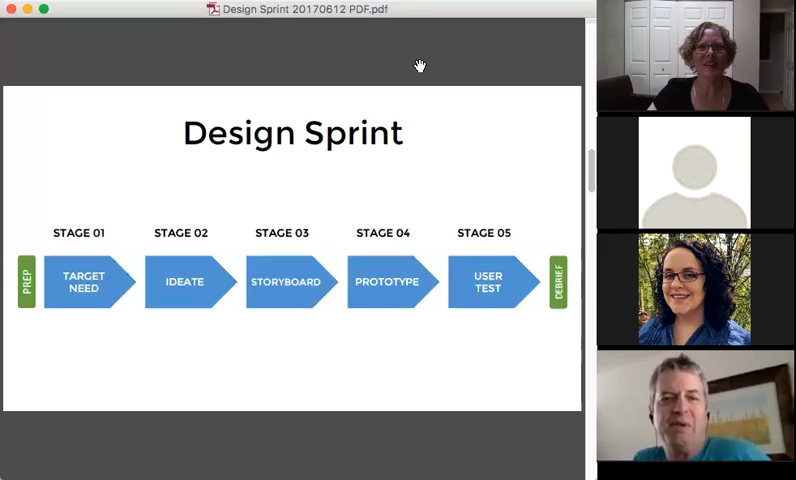 Design Sprint 20170612 PDF.pdf
Design Sprint
STAGE 01
STAGE 02
STAGE 03
STAGE 04
STAGE 05
PREP
TARGET
NEED
IDEATE
STORYBOARD
PROTOTYPE
USER
TEST
DEBRIEF